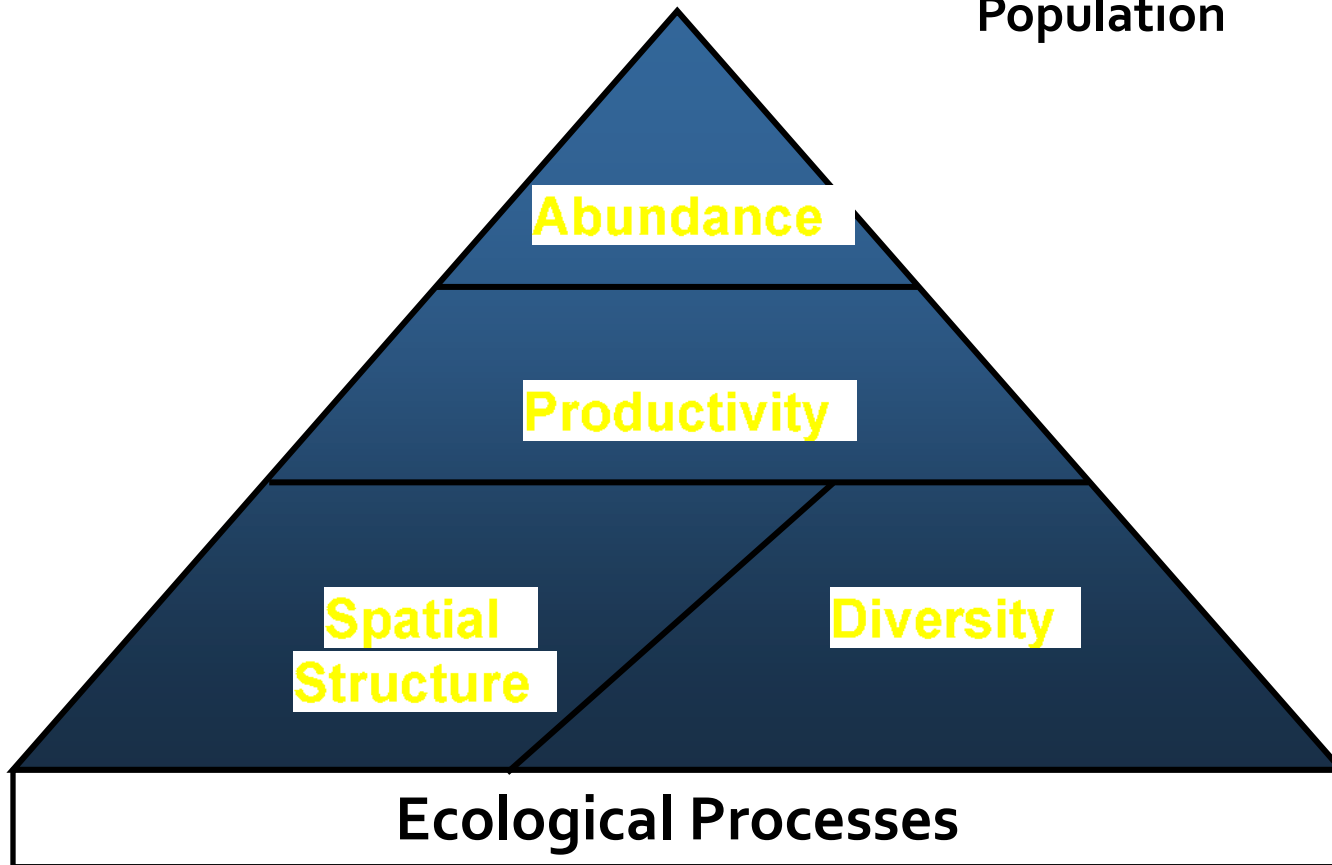 Population
Abundance
Productivity
Spatial
Structure
Diversity
Ecological Processes